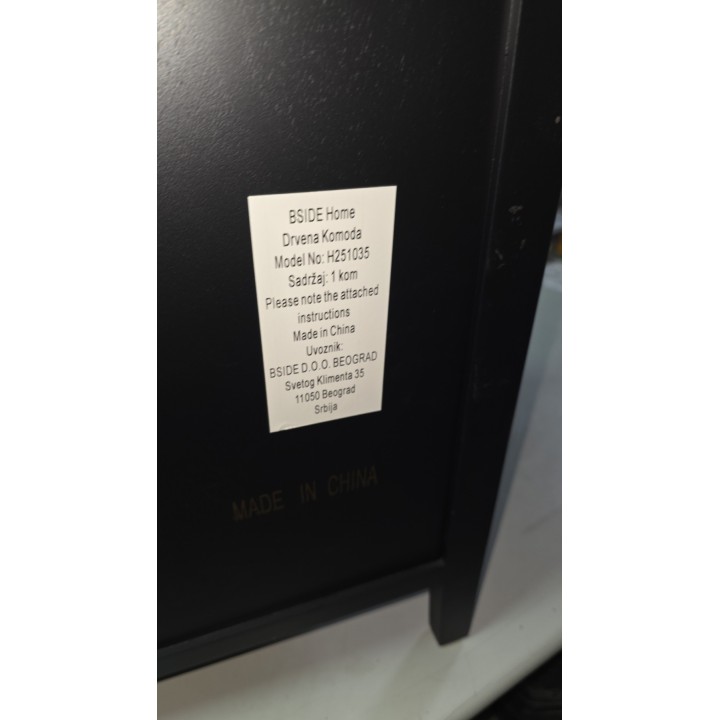 BSIDE Home
Drvena Komoda
Model No: H251035
Sadržaj: 1 kom
Please note the attached
instructions
Made in China
Uvoznik:
BSIDE D.O.O. BEOGRAD
Svetog Klimenta 35
11050 Beograd
Srbija
MADE IN CHINA